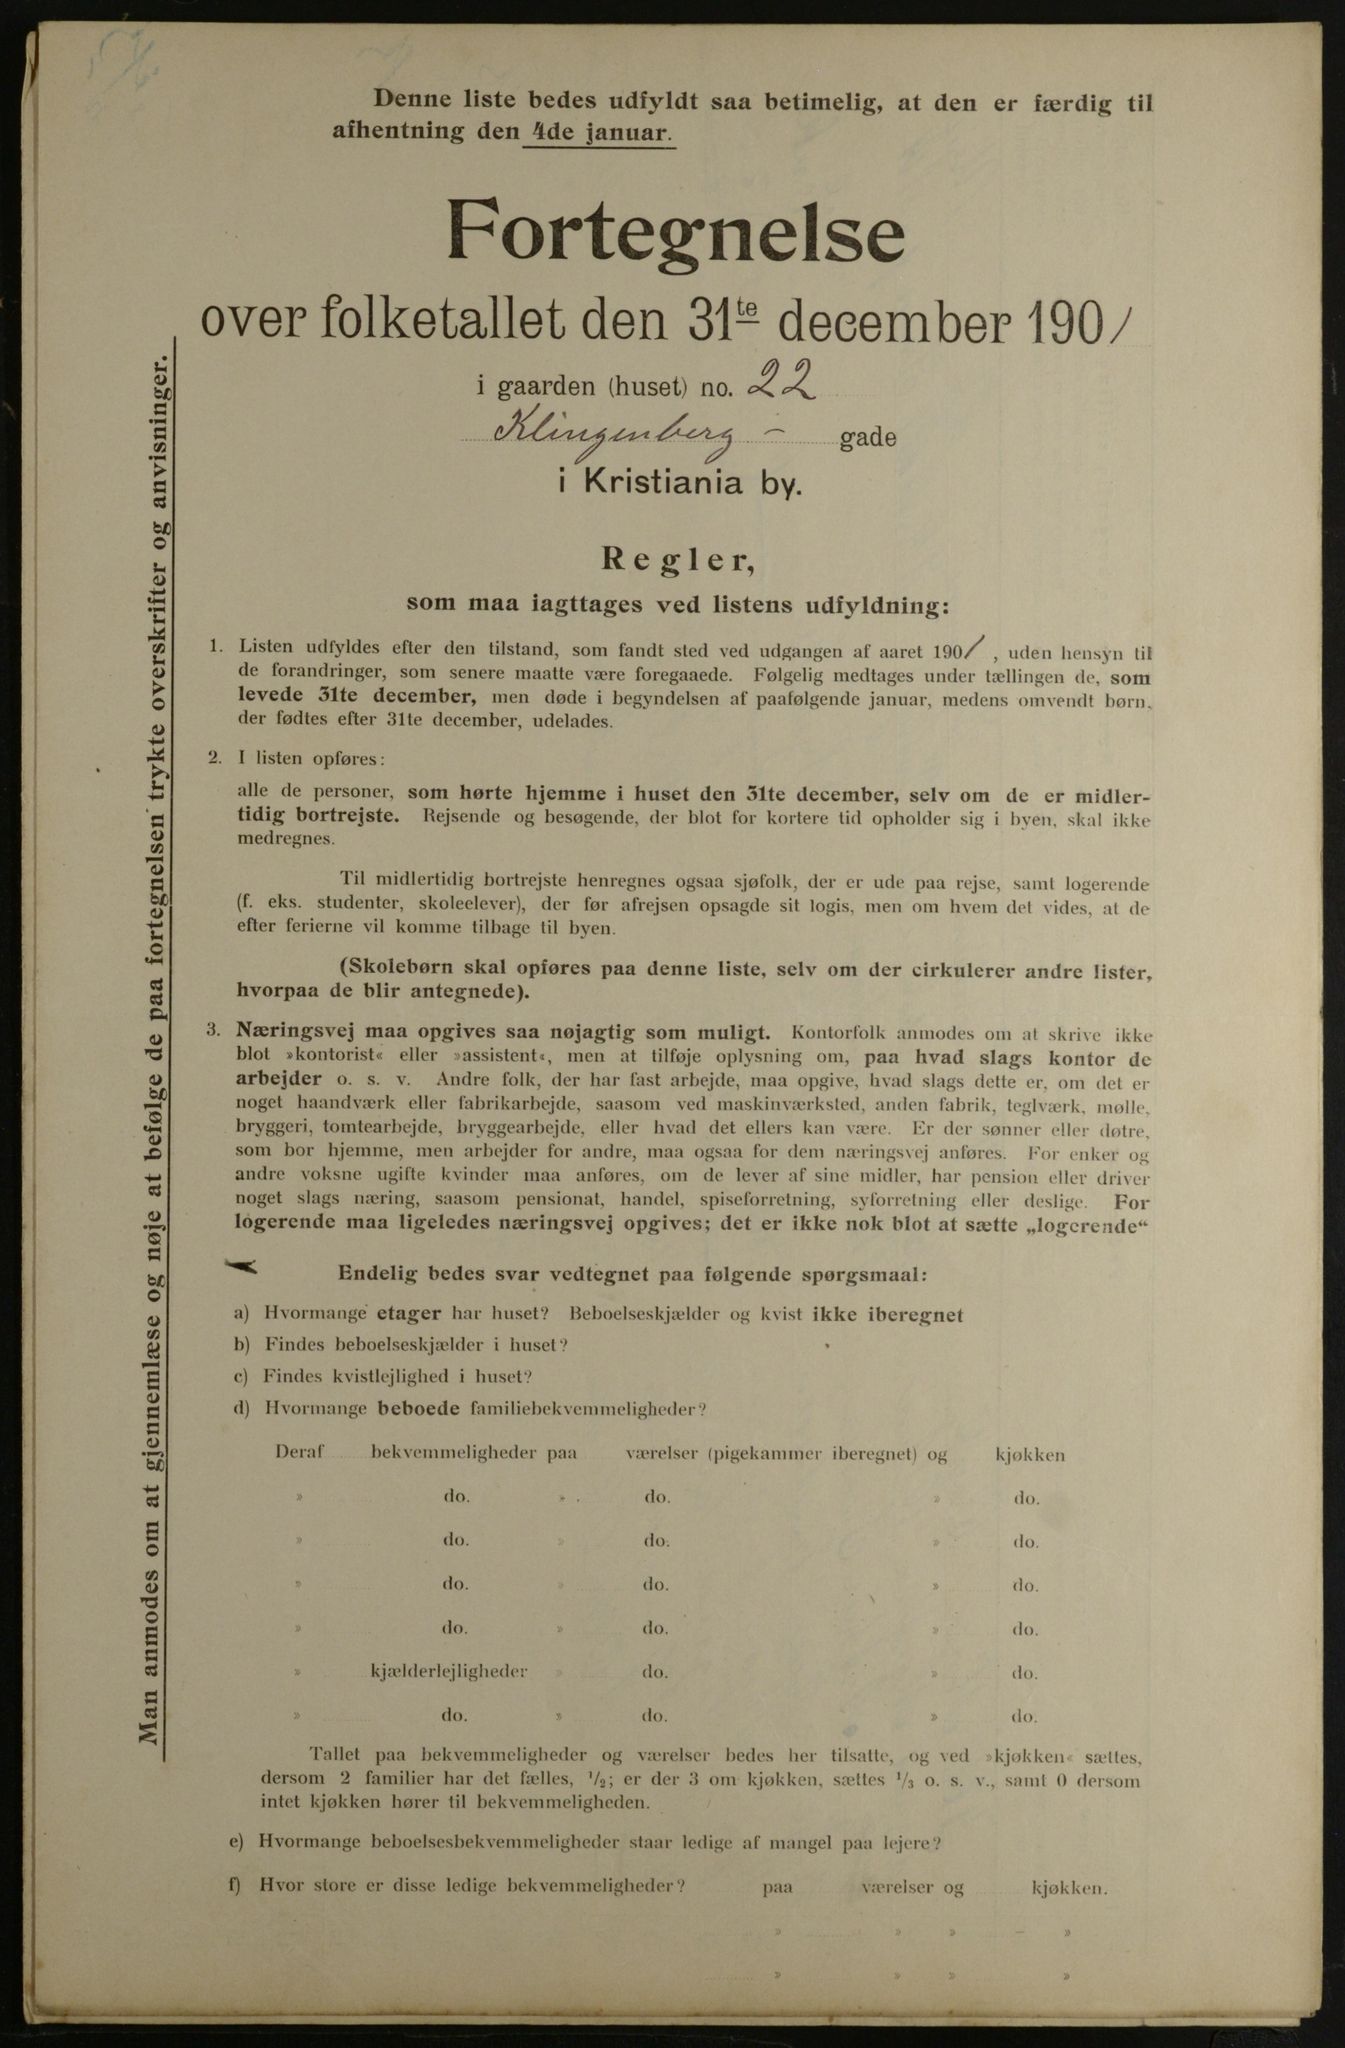 Denne liste bedes udfyldt saa betimelig, at den er færdig til
afhentning den 4de januar.
Fortegnelse
over folketallet den 31te december 1901
i gaarden (huset) no. 22
Klingenberg - gade
i Kristiania by.
Regler,
som maa iagttages ved listens udfyldning:
1. Listen udfyldes efter den tilstand, som fandt sted ved udgangen af aaret 1901, uden hensyn til
de forandringer, som senere maatte være foregaaede. Følgelig medtages under tællingen de, som
levede 31te december, men døde i begyndelsen af paafølgende januar, medens omvendt børn,
der fødtes efter 31te december, udelades.
2. I listen opføres:
alle de personer, som hørte hjemme i huset den 31te december, selv om de er midler-
tidig bortrejste. Rejsende og besøgende, der blot for kortere tid opholder sig i byen, skal ikke
medregnes.
Til midlertidig bortrejste henregnes ogsaa sjøfolk, der er ude paa rejse, samt logerende
(f. eks. studenter, skoleelever), der før afrejsen opsagde sit logis, men om hvem det vides, at de
efter ferierne vil komme tilbage til byen.
(Skolebørn skal opføres paa denne liste, selv om der cirkulerer andre lister,
hvorpaa de blir antegnede).
3. Næringsvej maa opgives saa nøjagtig som muligt. Kontorfolk anmodes om at skrive ikke
blot »kontorist« eller »assistent«, men at tilføje oplysning om, paa hvad slags kontor de
arbejder o. s. v. Andre folk, der har fast arbejde, maa opgive, hvad slags dette er, om det er
noget haandværk eller fabrikarbejde, saasom ved maskinværksted, anden fabrik, teglværk, mølle,
bryggeri, tomtearbejde, bryggearbejde, eller hvad det ellers kan være. Er der sønner eller døtre,
som bor hjemme, men arbejder for andre, maa ogsaa for dem næringsvej anføres. For enker og
andre voksne ugifte kvinder maa anføres, om de lever af sine midler, har pension eller driver
noget slags næring, saasom pensionat, handel, spiseforretning, syforretning eller deslige. For
logerende maa ligeledes næringsvej opgives; det er ikke nok blot at sætte „logerende“
Endelig bedes svar vedtegnet paa følgende spørgsmaal:
a) Hvormange etager har huset? Beboelseskjælder og kvist ikke iberegnet
b) Findes beboelseskjælder i huset?
c) Findes kvistlejlighed i huset?
d) Hvormange beboede familiebekvemmeligheder?
Deraf bekvemmeligheder paa værelser (pigekammer iberegnet) og kjøkken
» do. » do. » do.
» do. » do. » do.
» do. » do. » do.
» do. » do. » do.
» kjælderlejligheder » do. » do.
» do. » do. » do.
Tallet paa bekvemmeligheder og værelser bedes her tilsatte, og ved »kjøkken« sættes,
dersom 2 familier har det fælles, 1/2; er der 3 om kjøkken, sættes 1/3 o. s. v., samt 0 dersom
intet kjøkken hører til bekvemmeligheden.
e) Hvormange beboelsesbekvemmeligheder staar ledige af mangel paa lejere?
f) Hvor store er disse ledige bekvemmeligheder? paa værelser og kjøkken.
» » » – »
» » » »
Man anmodes om at gjennemlæse og nøje at befølge de paa fortegnelsen trykte overskrifter og anvisninger.